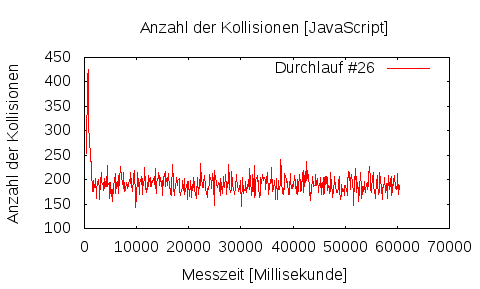 Anzahl der Kollisionen [JavaScript]
Durchlauf #26
Anzahl der Kollisionen
450
400
350
300
250
200
150
100
0 10000 20000 30000 40000 50000 60000 70000
Messzeit [Millisekunde]